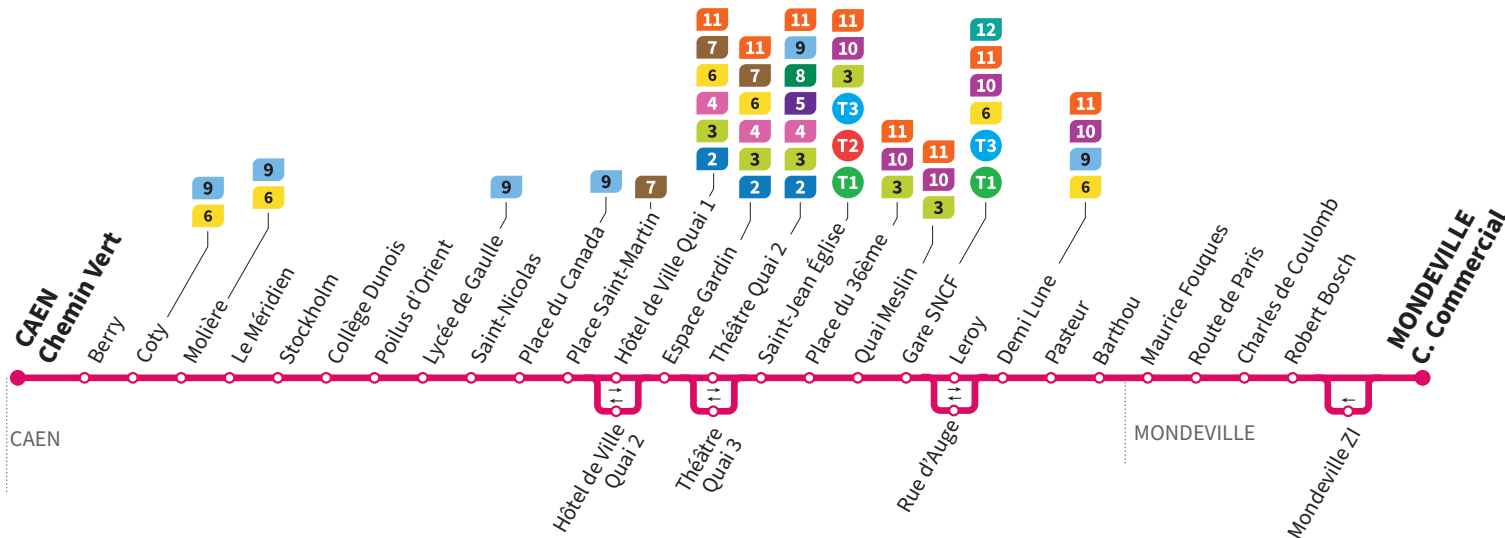 11
7
6
4
3
2
11
7
6
4
3
2
11
9
8
5
4
3
2
11
10
3
T3
T2
T1
12
11
10
6
T3
T1
9
6
9
6
9
9
7
11
10
3
11
10
3
11
10
9
6
CAEN
Chemin Vert
Berry
Coty
Molière
Le Méridien
Stockholm
Collège Dunois
Poilus d'Orient
Lycée de Gaulle
Saint-Nicolas
Place du Canada
Place Saint-Martin
Hôtel de Ville Quai 1
Espace Gardin
Théâtre Quai 2
Saint-Jean Église
Place du 36ème
Quai Meslin
Gare SNCF
Leroy
Demi Lune
Pasteur
Barthou
Maurice Fouques
Route de Paris
Charles de Coulomb
Robert Bosch
MONDEVILLE
C. Commercial
CAEN
Hôtel de Ville
Quai 2
Théâtre
Quai 3
Rue d'Auge
MONDEVILLE
Mondeville ZI